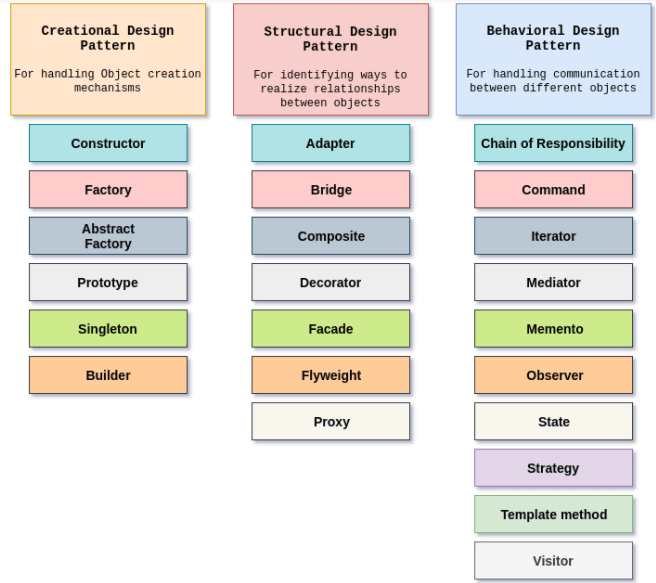 Creational Design
Pattern
For handling Object creation
mechanisms
Constructor
Factory
Abstract
Factory
Prototype
Singleton
Builder
Structural Design
Pattern
For identifying ways to
realize relationships
between objects
Adapter
Bridge
Composite
Decorator
Facade
Flyweight
Proxy
Behavioral Design
Pattern
For handling communication
between different objects
Chain of Responsibility
Command
Iterator
Mediator
Memento
Observer
State
Strategy
Template method
Visitor